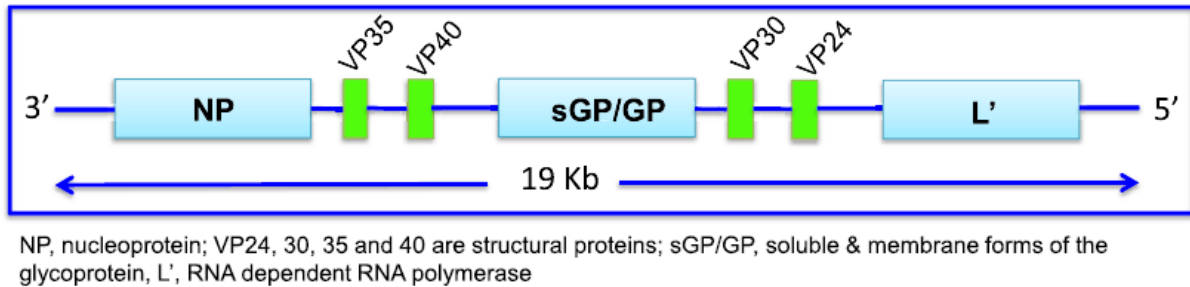 VP35 VP40 VP30 VP24
3’ NP sGP/GP L’ 5’
19 Kb
NP, nucleoprotein; VP24, 30, 35 and 40 are structural proteins; sGP/GP, soluble & membrane forms of the
glycoprotein, L’, RNA dependent RNA polymerase